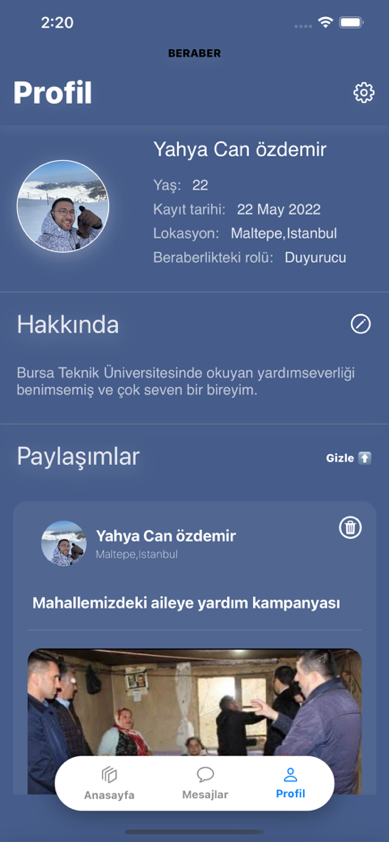 2:20
BERABER
Profil
Yahya Can özdemir
Yaş: 22
Kayıt tarihi: 22 May 2022
Lokasyon: Maltepe,Istanbul
Beraberlikteki rolü: Duyurucu
Hakkında
Bursa Teknik Üniversitesinde okuyan yardımseverliği
benimsemiş ve çok seven bir bireyim.
Paylaşımlar
Gizle
Yahya Can özdemir
Maltepe,Istanbul
Mahallemizdeki aileye yardım kampanyası
Anasayfa
Mesajlar
Profil